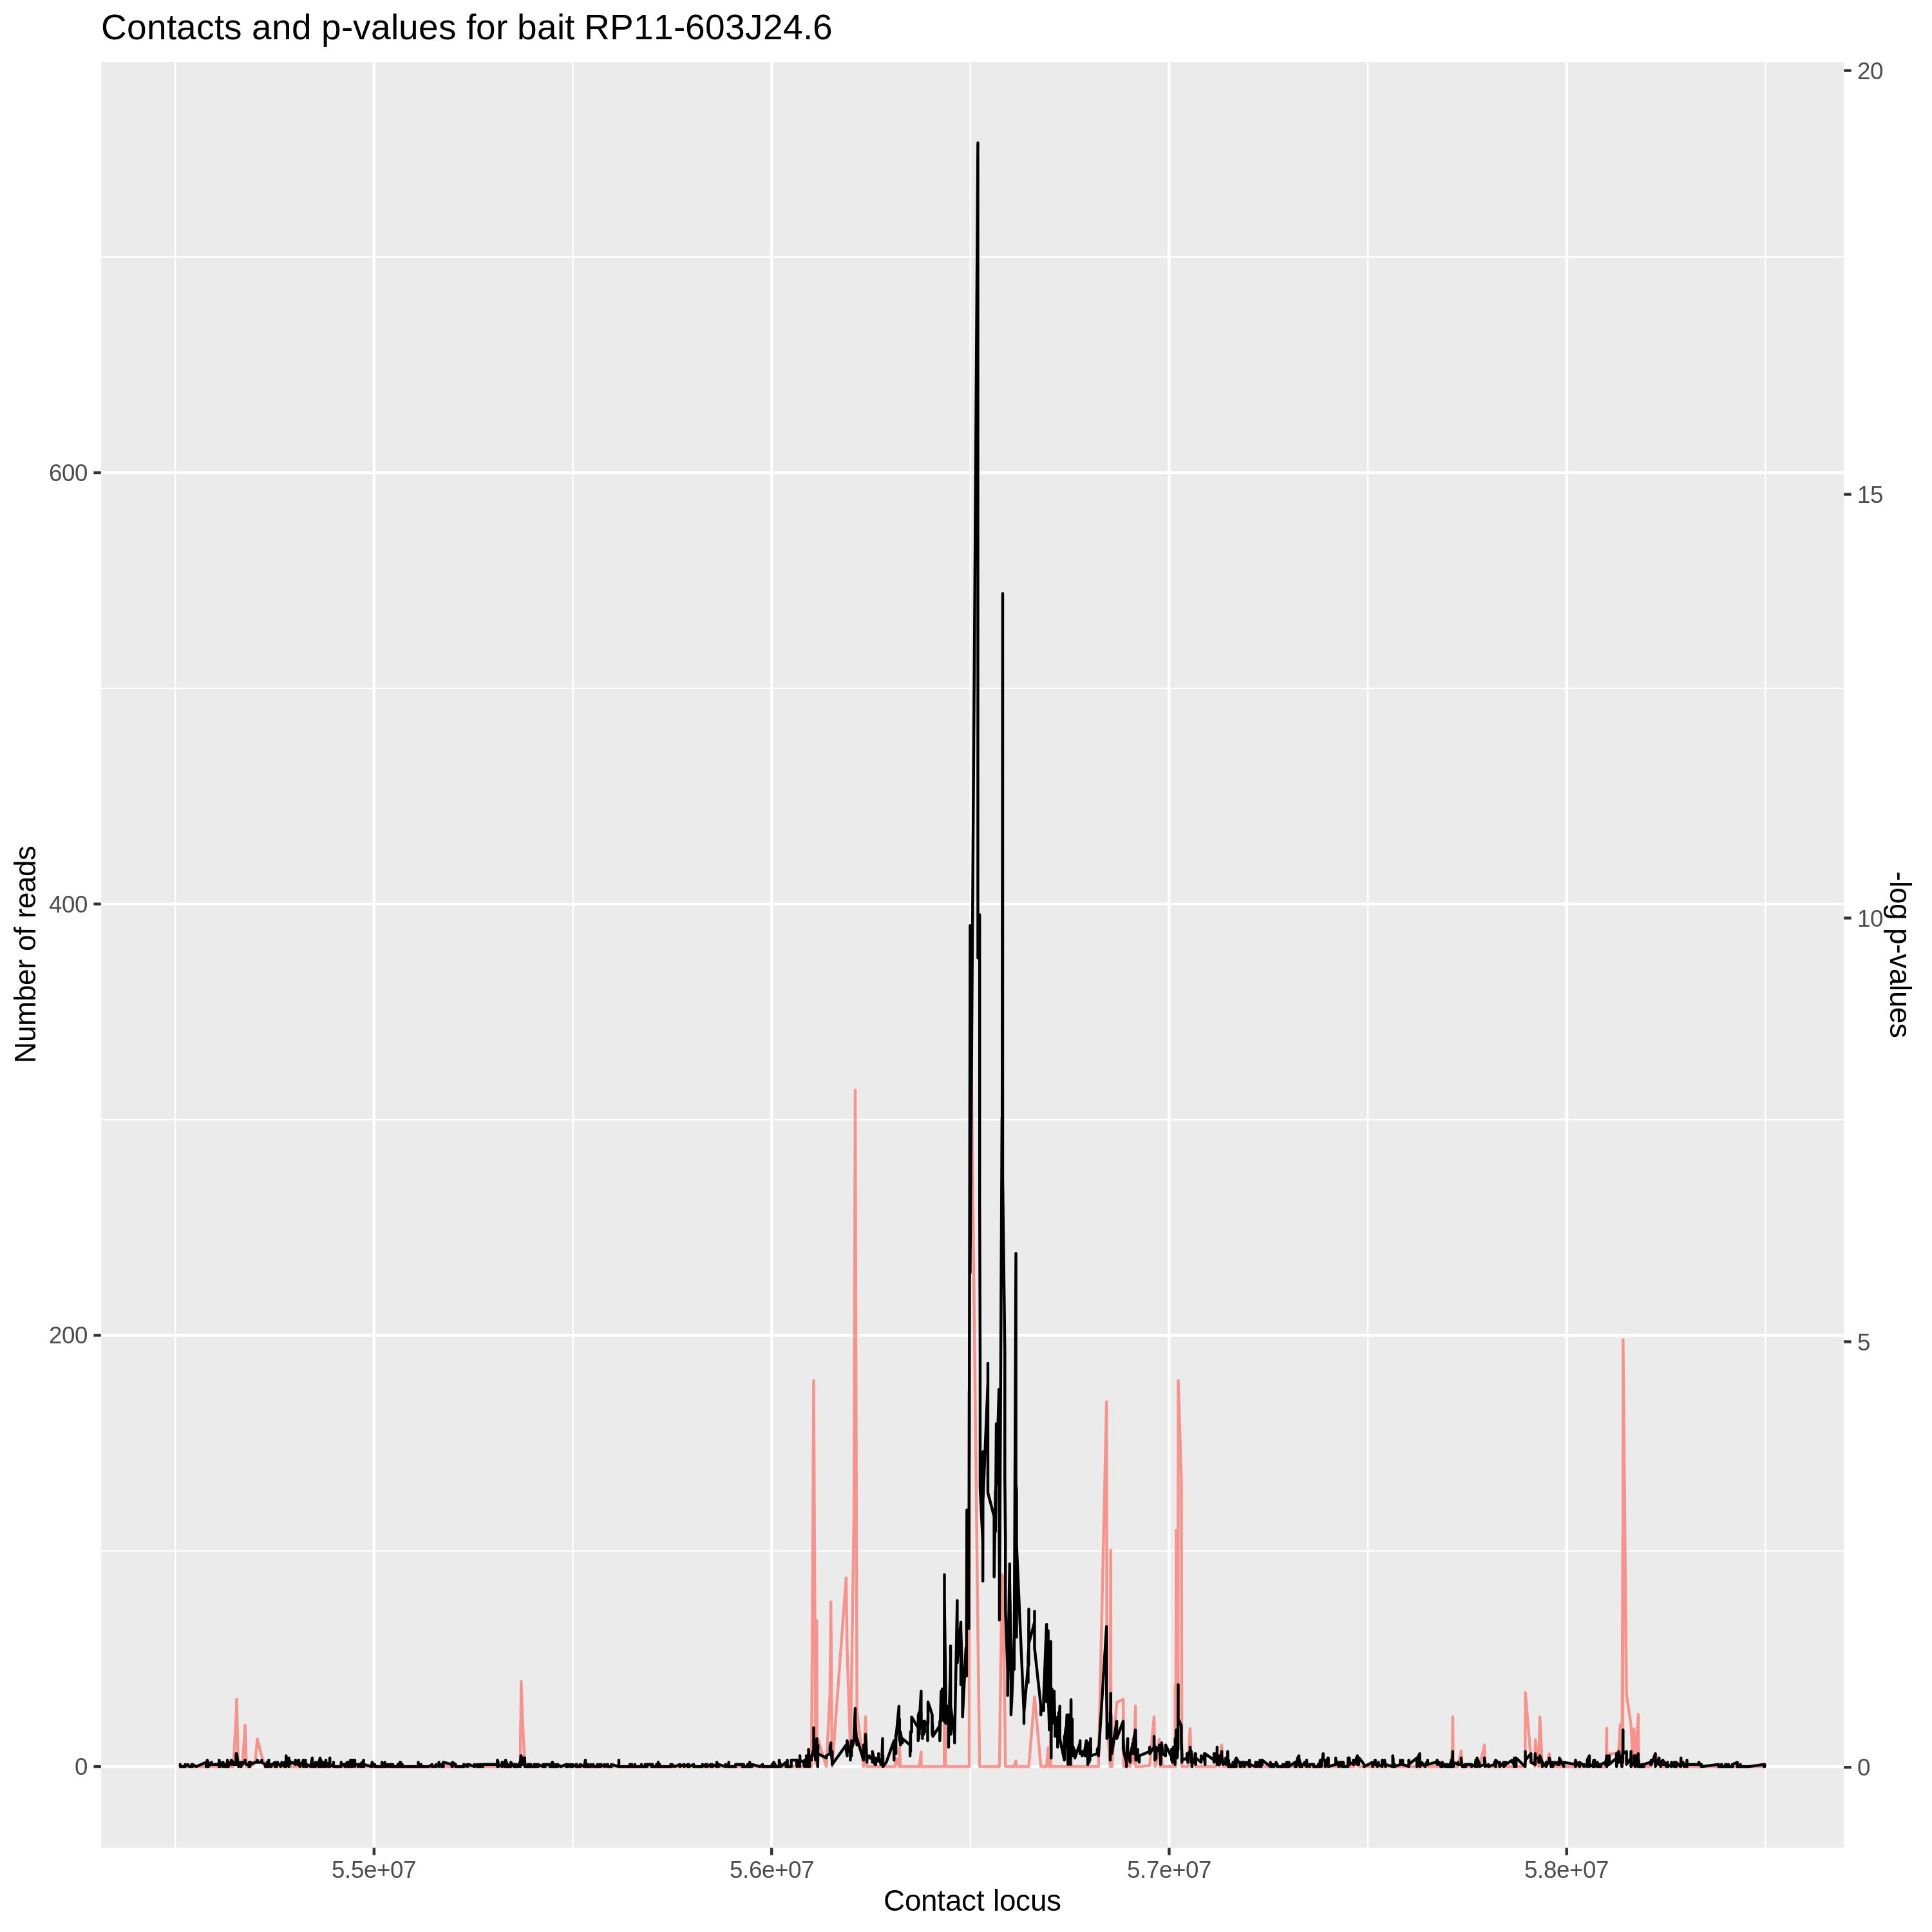 Contacts and p-values for bait RP11-603J24.6
20
600
15
400
10
Number of reads
-log p-values
200
5
0
0
5.5e+07
5.6e+07
5.7e+07
5.8e+07
Contact locus